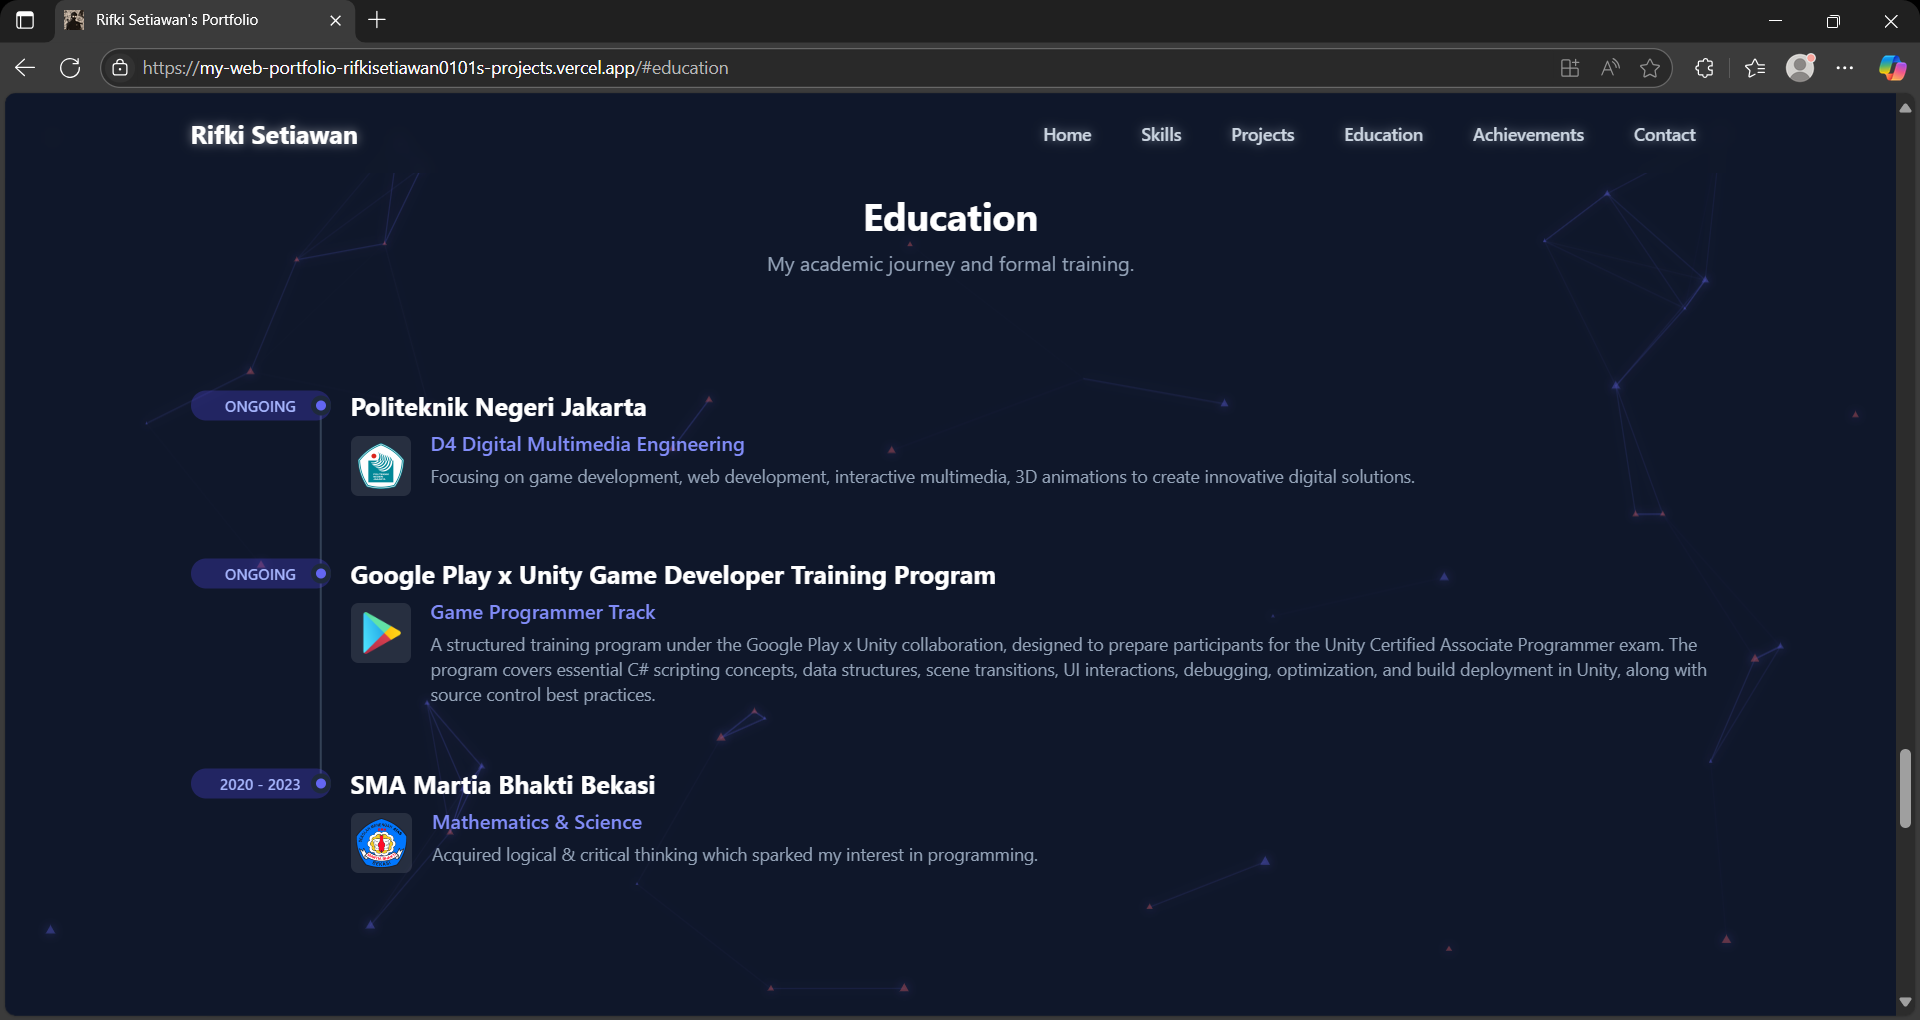 Rifki Setiawan's Portfolio
https://my-web-portfolio-rifkisetiawan0101s-projects.vercel.app/#education
Rifki Setiawan
Home
Skills
Projects
Education
Achievements
Contact
Education
My academic journey and formal training.
ONGOING
Politeknik Negeri Jakarta
D4 Digital Multimedia Engineering
Focusing on game development, web development, interactive multimedia, 3D animations to create innovative digital solutions.
ONGOING
Google Play x Unity Game Developer Training Program
Game Programmer Track
A structured training program under the Google Play x Unity collaboration, designed to prepare participants for the Unity Certified Associate Programmer exam. The
program covers essential C# scripting concepts, data structures, scene transitions, UI interactions, debugging, optimization, and build deployment in Unity, along with
source control best practices.
2020 - 2023
SMA Martia Bhakti Bekasi
Mathematics & Science
Acquired logical & critical thinking which sparked my interest in programming.